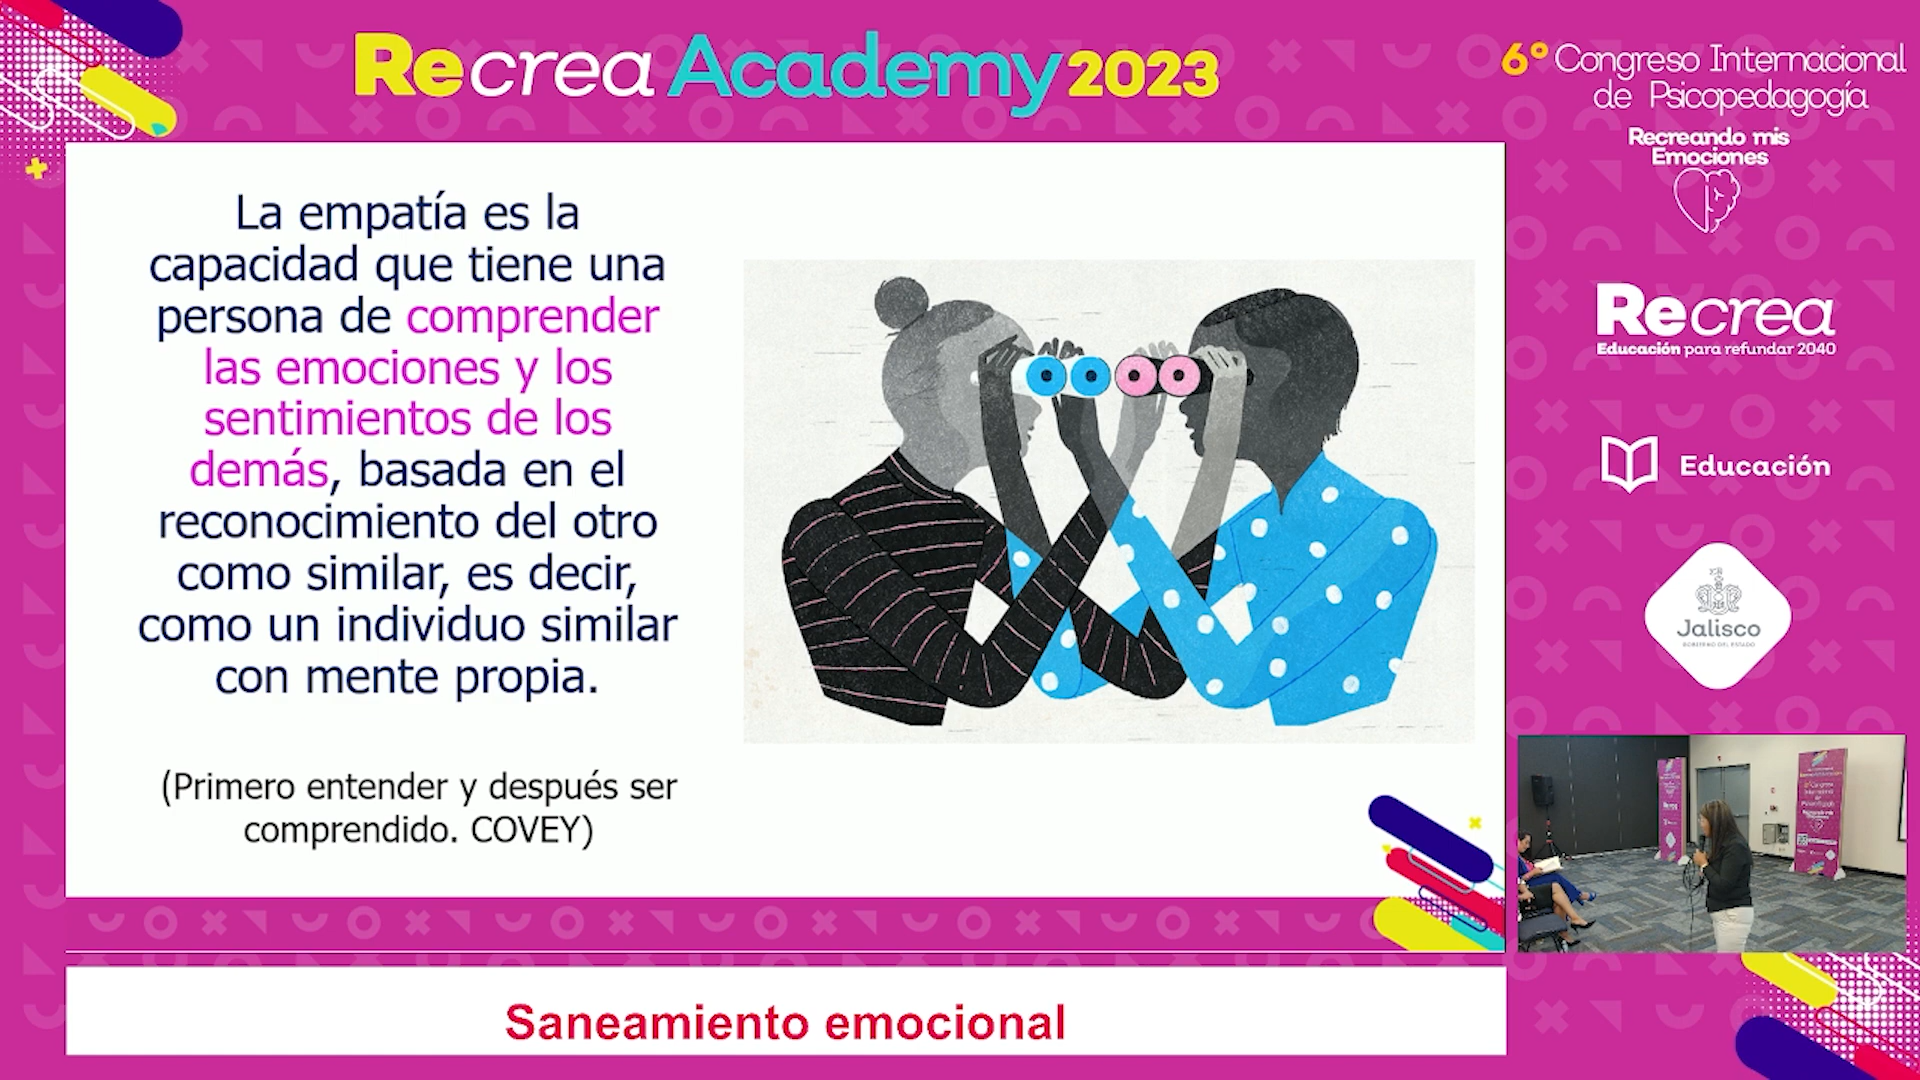 Recrea Academy 2023
6° Congreso Internacional
de Psicopedagogía
Recreando mis
Emociones
La empatía es la
capacidad que tiene una
persona de comprender
las emociones y los
sentimientos de los
demás, basada en el
reconocimiento del otro
como similar, es decir,
como un individuo similar
con mente propia.
(Primero entender y después ser
comprendido. COVEY)
Recrea
Educación para refundar 2040
Educación
Jalisco
GOBIERNO DEL ESTADO
Saneamiento emocional